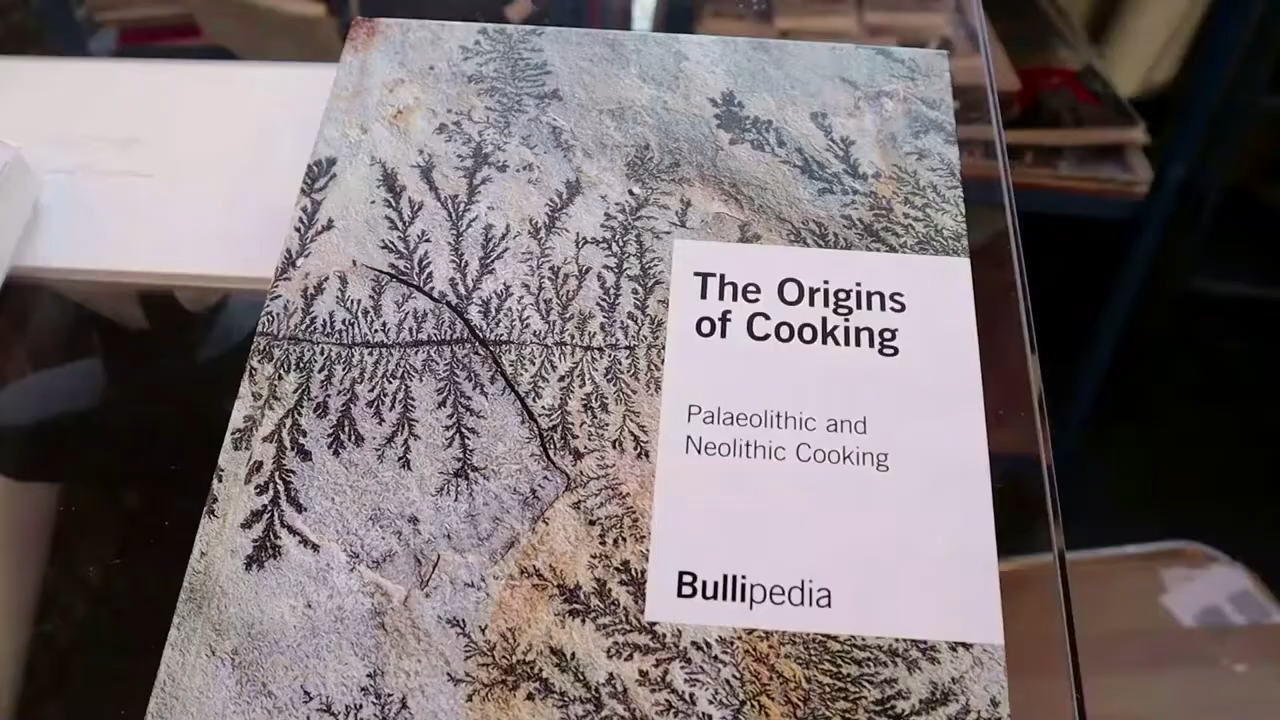 The Origins
of Cooking
Palaeolithic and
Neolithic Cooking
Bullipedia